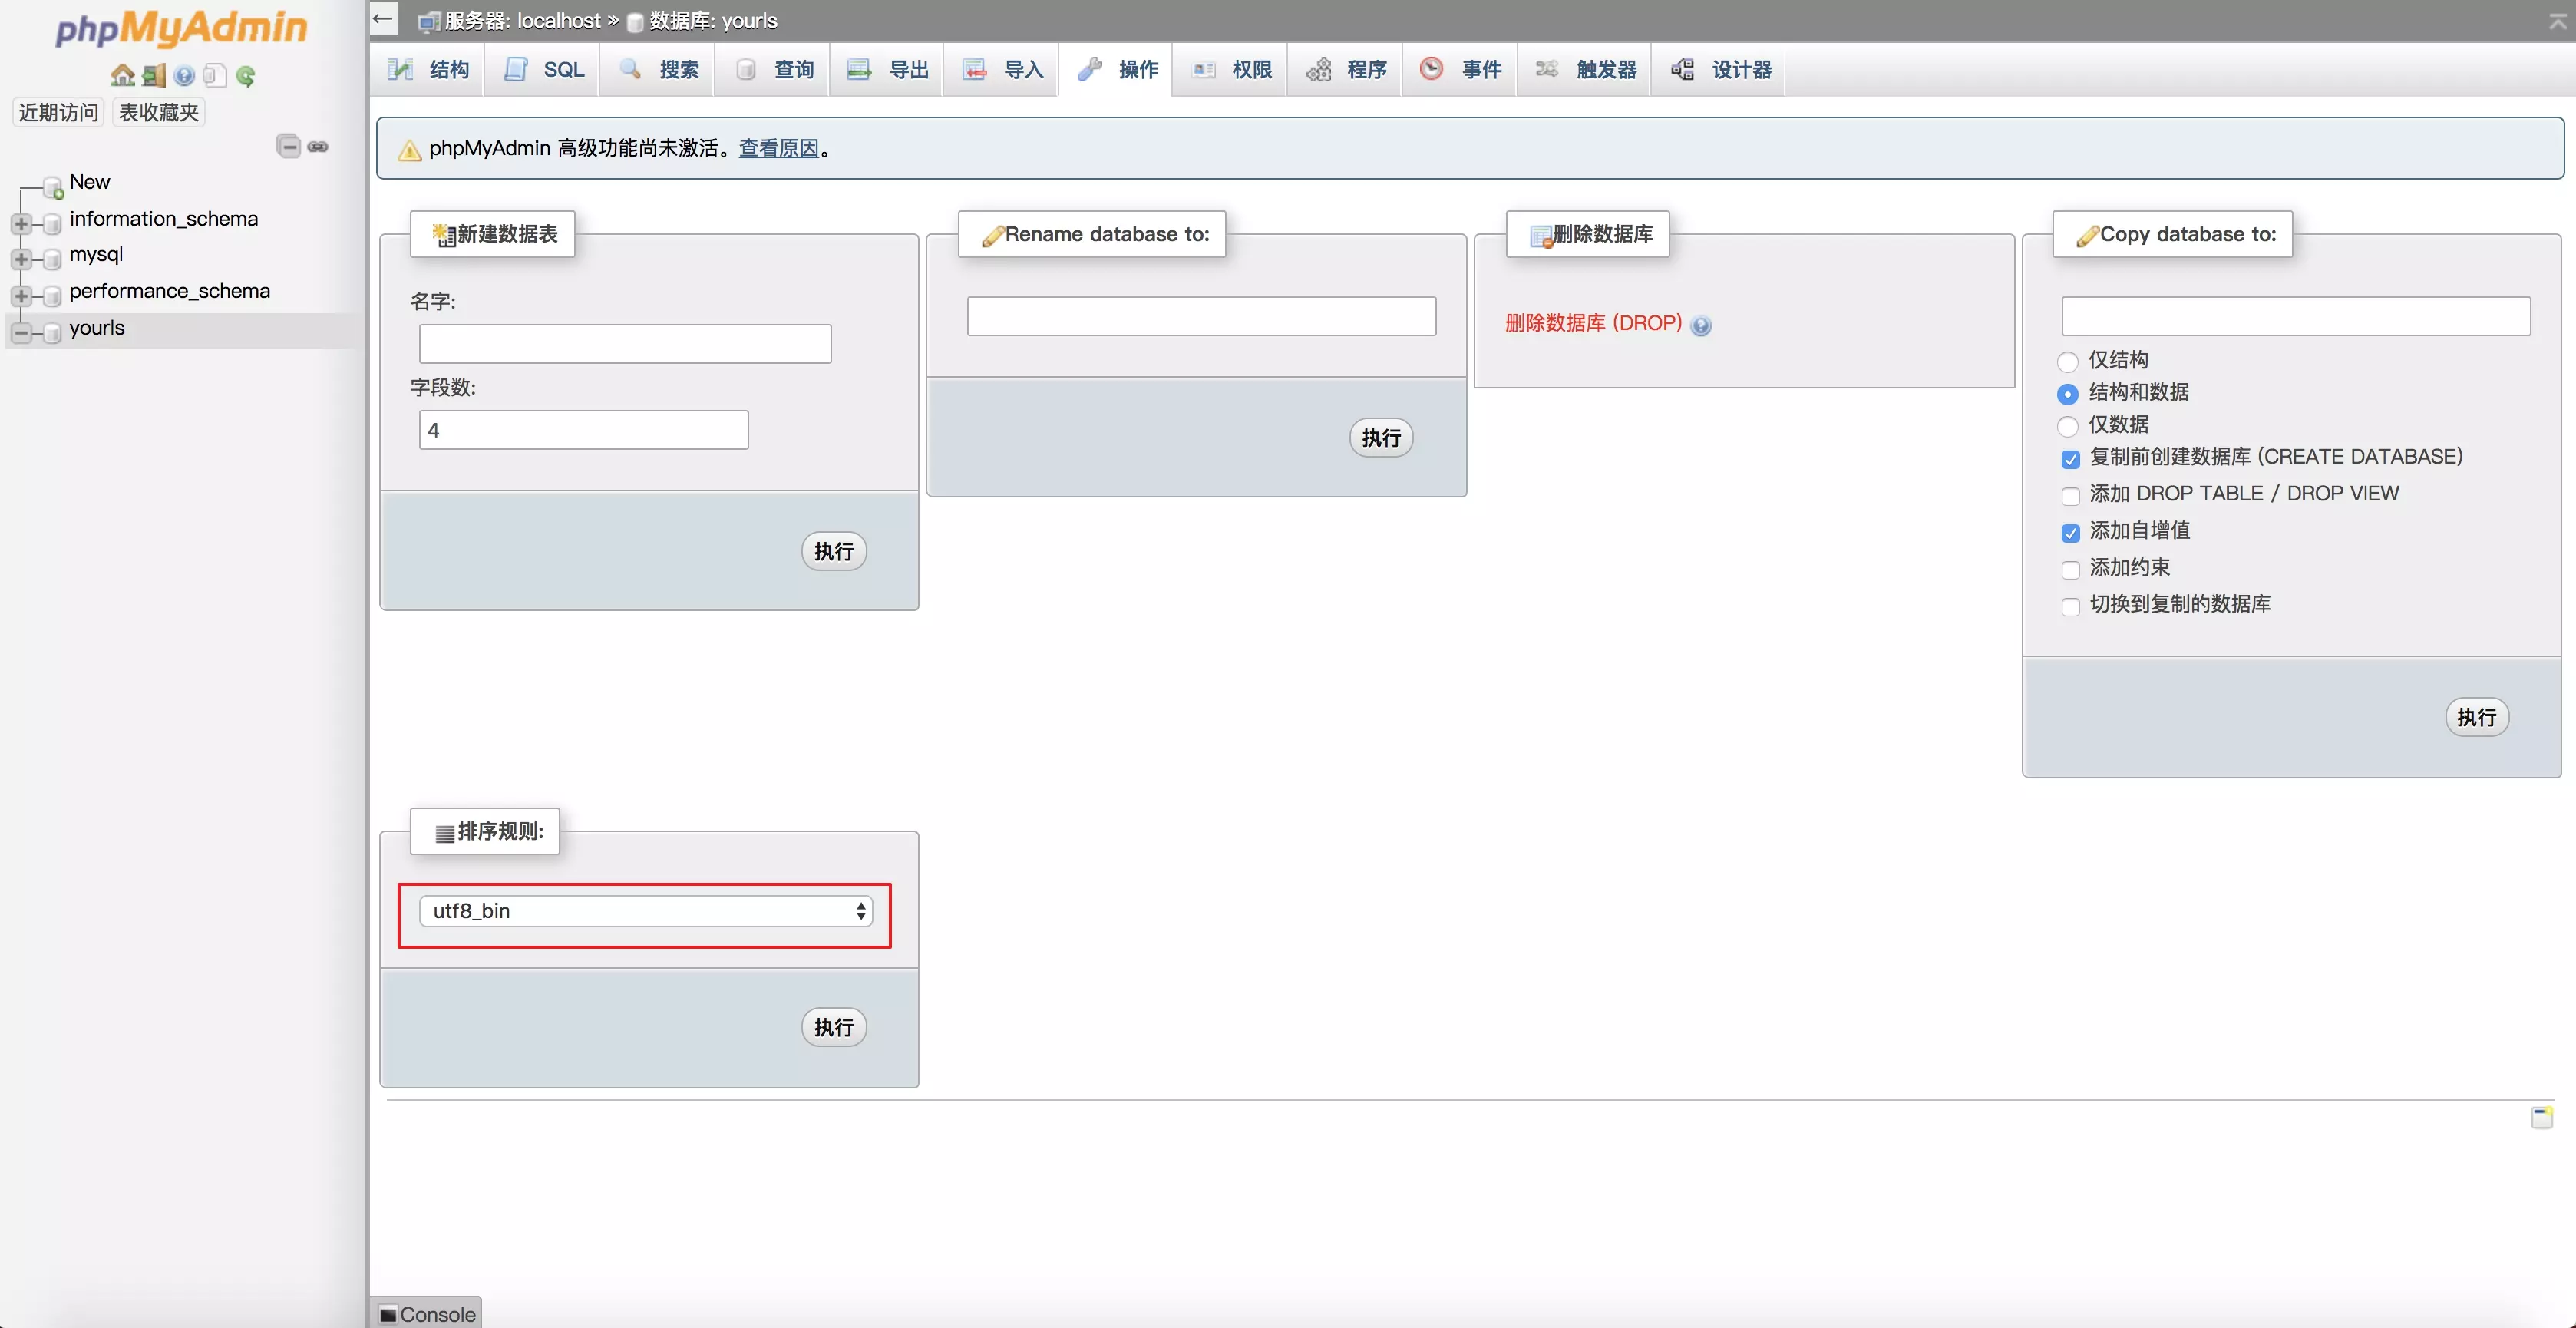 phpMyAdmin
近期访问 表收藏夹
New
information_schema
mysql
performance_schema
yourls
服务器: localhost » 数据库: yourls
结构 SQL 搜索 查询 导出 导入 操作 权限 程序 事件 触发器 设计器
phpMyAdmin 高级功能尚未激活。查看原因。
新建数据表
名字:
字段数:
4
执行
Rename database to:
执行
删除数据库
删除数据库 (DROP)
Copy database to:
仅结构
结构和数据
仅数据
复制前创建数据库 (CREATE DATABASE)
添加 DROP TABLE / DROP VIEW
添加自增值
添加约束
切换到复制的数据库
执行
排序规则:
utf8_bin
执行
Console